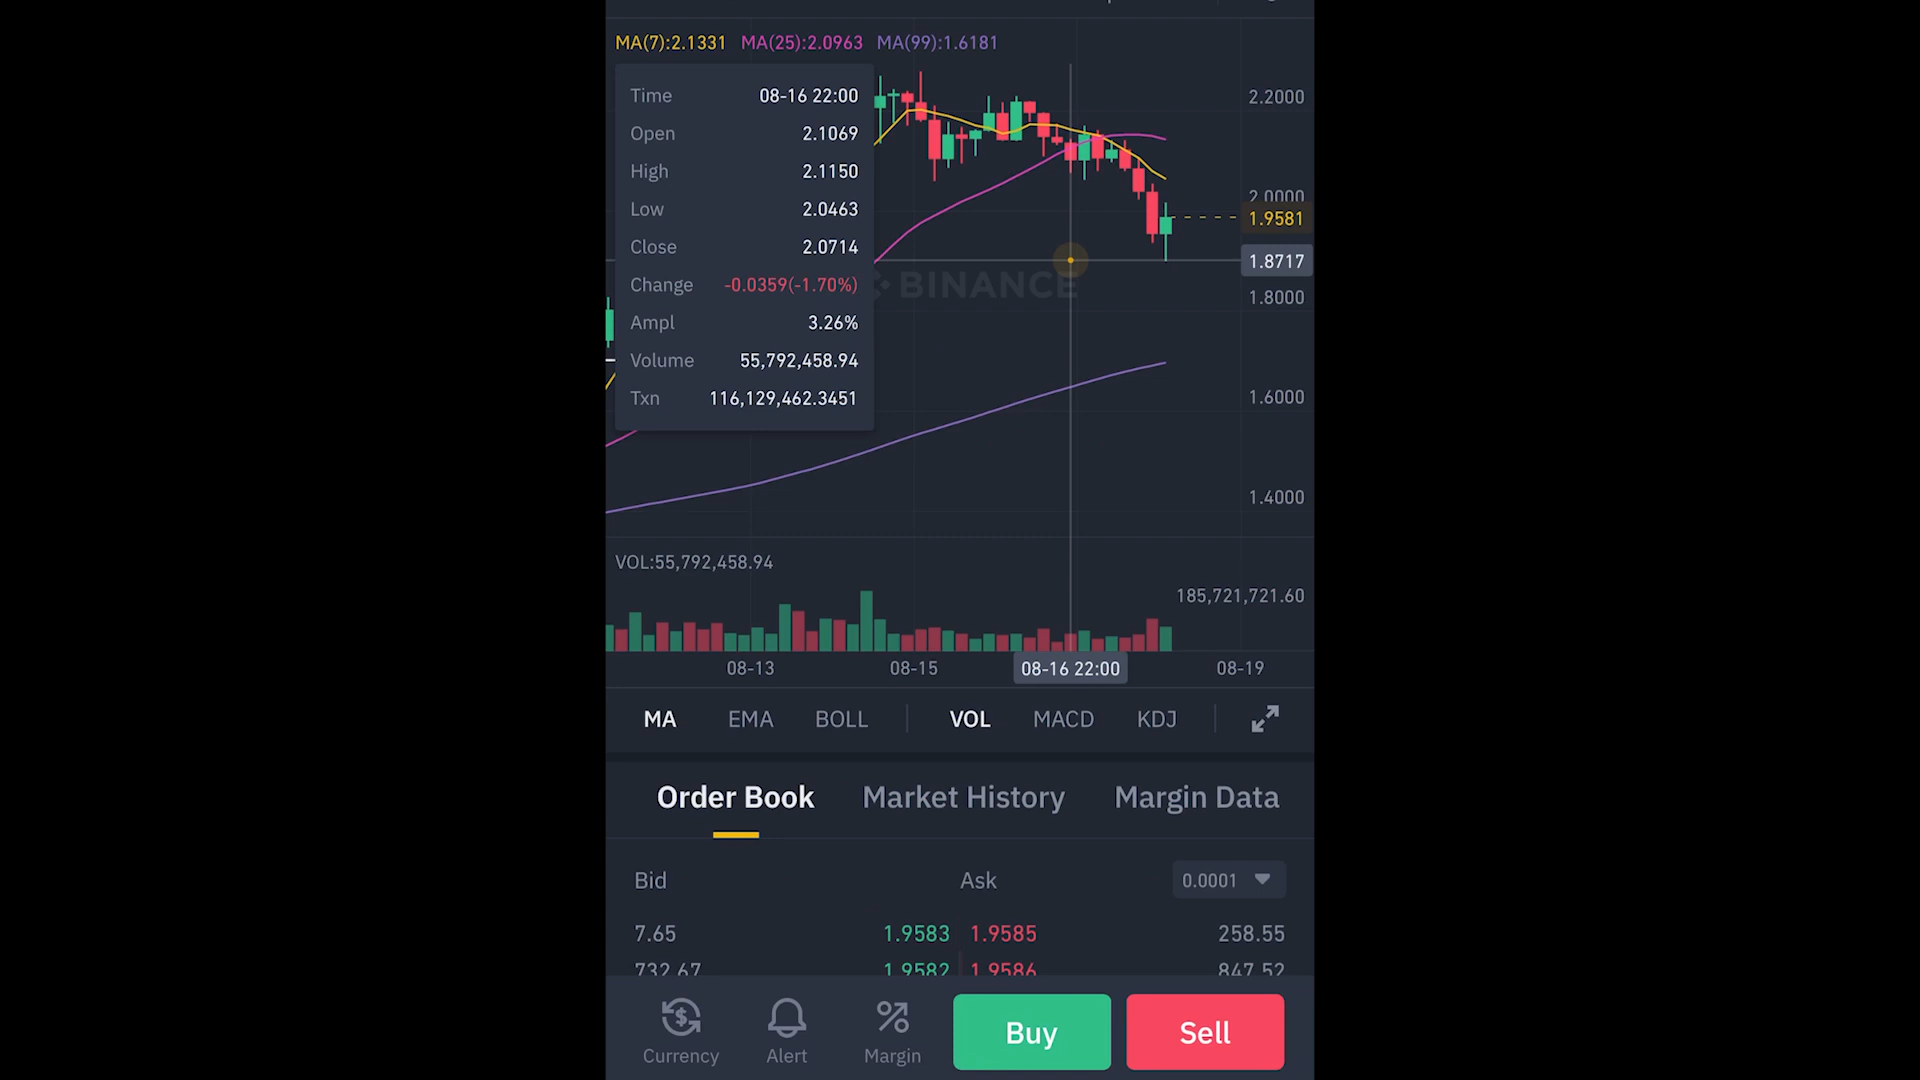 MA(7):2.1331 MA(25):2.0963 MA(99):1.6181
Time 08-16 22:00
Open 2.1069
High 2.1150
Low 2.0463
Close 2.0714
Change -0.0359(-1.70%)
Ampl 3.26%
Volume 55,792,458.94
Txn 116,129,462.3451
2.2000
2.0000
1.9581
1.8717
1.8000
1.6000
1.4000
BINANCE
VOL:55,792,458.94
185,721,721.60
08-13 08-15 08-16 22:00 08-19
MA EMA BOLL VOL MACD KDJ
Order Book Market History Margin Data
Bid Ask 0.0001
7.65 1.9583 1.9585 258.55
732.67 1.9582 1.9586 847.52
Currency Alert Margin Buy Sell